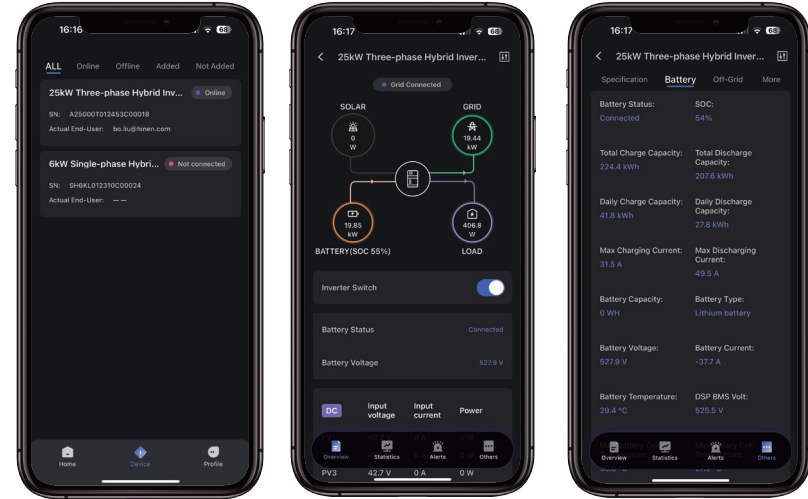 16:16
68
ALL Online Offline Added Not Added
25kW Three-phase Hybrid Inv... Online
SN: A25000T012453C00018
Actual End-User: bo.liu@hinen.com
6kW Single-phase Hybri... Not connected
SN: SH6KL012310C00024
Actual End-User: ——
Home Device Profile
16:17
68
25kW Three-phase Hybrid Inver...
Grid Connected
SOLAR GRID
0
W
19.44
kW
19.85
kW
406.8
W
BATTERY(SOC 55%) LOAD
Inverter Switch
Battery Status Connected
Battery Voltage 527.9 V
DC Input voltage Input current Power
Overview Statistics Alerts Others
PV3 42.7 V 0 A 0 W
16:17
68
25kW Three-phase Hybrid Inver...
Specification Battery Off-Grid More
Battery Status: SOC:
Connected 54%
Total Charge Capacity: Total Discharge Capacity:
224.4 kWh 207.6 kWh
Daily Charge Capacity: Daily Discharge Capacity:
41.8 kWh 27.8 kWh
Max Charging Current: Max Discharging Current:
31.5 A 49.5 A
Battery Capacity: Battery Type:
0 WH Lithium battery
Battery Voltage: Battery Current:
527.9 V -37.7 A
Battery Temperature: DSP BMS Volt:
29.4 °C 525.5 V
Overview Statistics Alerts Others